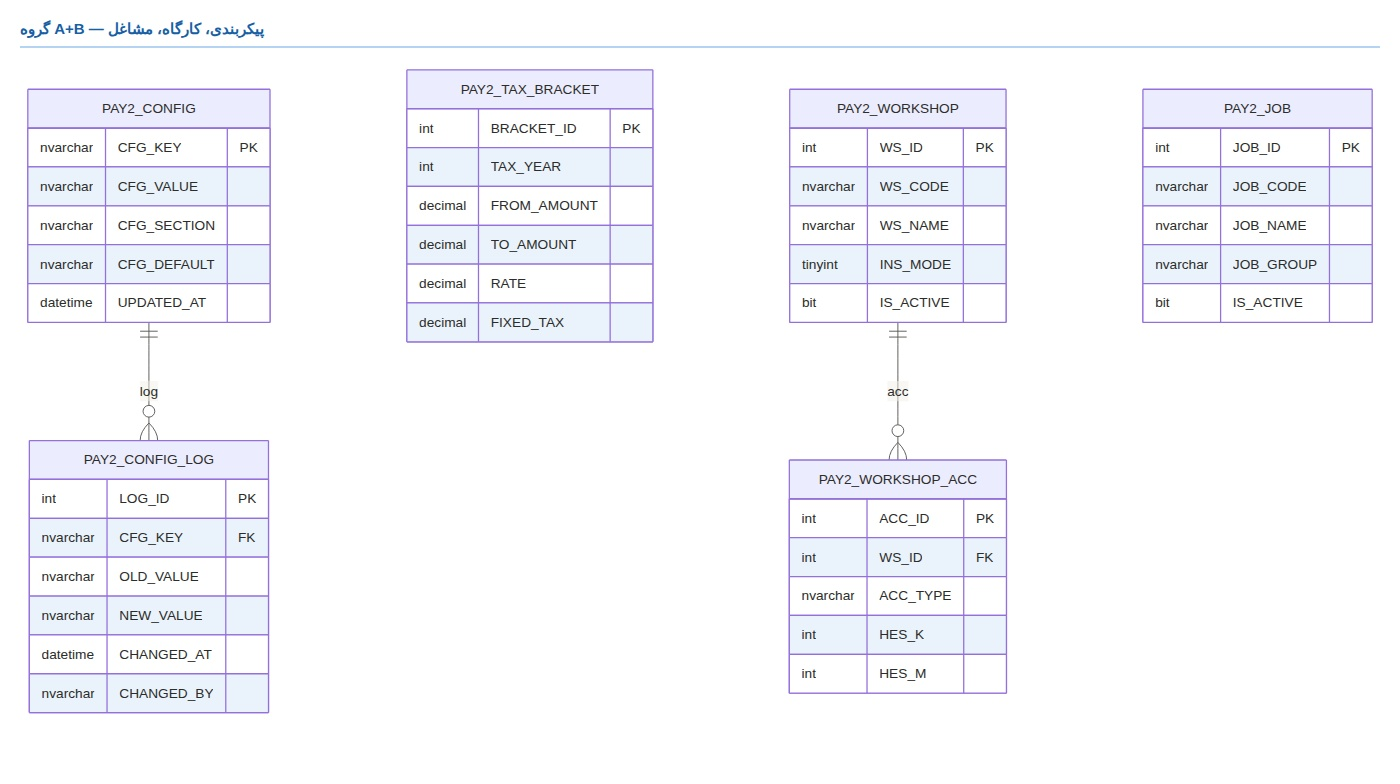 گروه A+B — پیکربندی، کارگاه، مشاغل
PAY2_CONFIG
nvarchar CFG_KEY PK
nvarchar CFG_VALUE
nvarchar CFG_SECTION
nvarchar CFG_DEFAULT
datetime UPDATED_AT
PAY2_TAX_BRACKET
int BRACKET_ID PK
int TAX_YEAR
decimal FROM_AMOUNT
decimal TO_AMOUNT
decimal RATE
decimal FIXED_TAX
PAY2_WORKSHOP
int WS_ID PK
nvarchar WS_CODE
nvarchar WS_NAME
tinyint INS_MODE
bit IS_ACTIVE
PAY2_JOB
int JOB_ID PK
nvarchar JOB_CODE
nvarchar JOB_NAME
nvarchar JOB_GROUP
bit IS_ACTIVE
log
acc
PAY2_CONFIG_LOG
int LOG_ID PK
nvarchar CFG_KEY FK
nvarchar OLD_VALUE
nvarchar NEW_VALUE
datetime CHANGED_AT
nvarchar CHANGED_BY
PAY2_WORKSHOP_ACC
int ACC_ID PK
int WS_ID FK
nvarchar ACC_TYPE
int HES_K
int HES_M